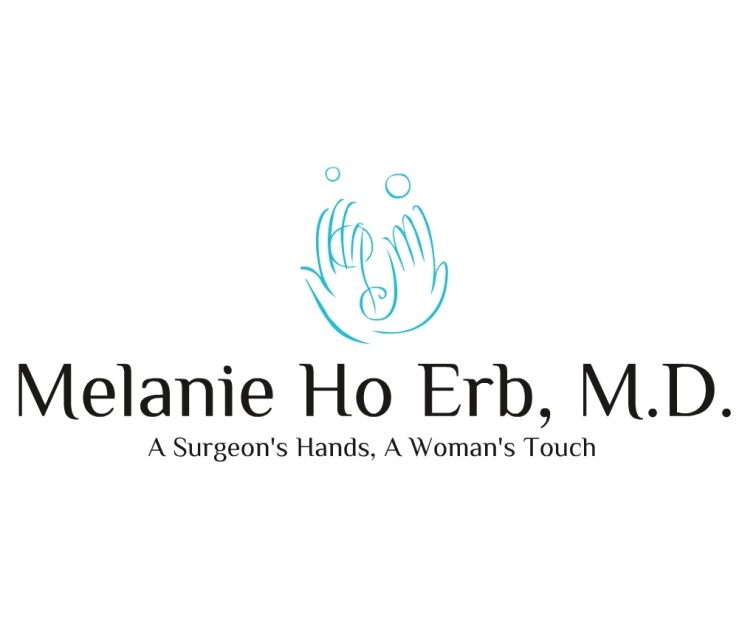 Melanie Ho Erb, M.D.
A Surgeon's Hands, A Woman's Touch